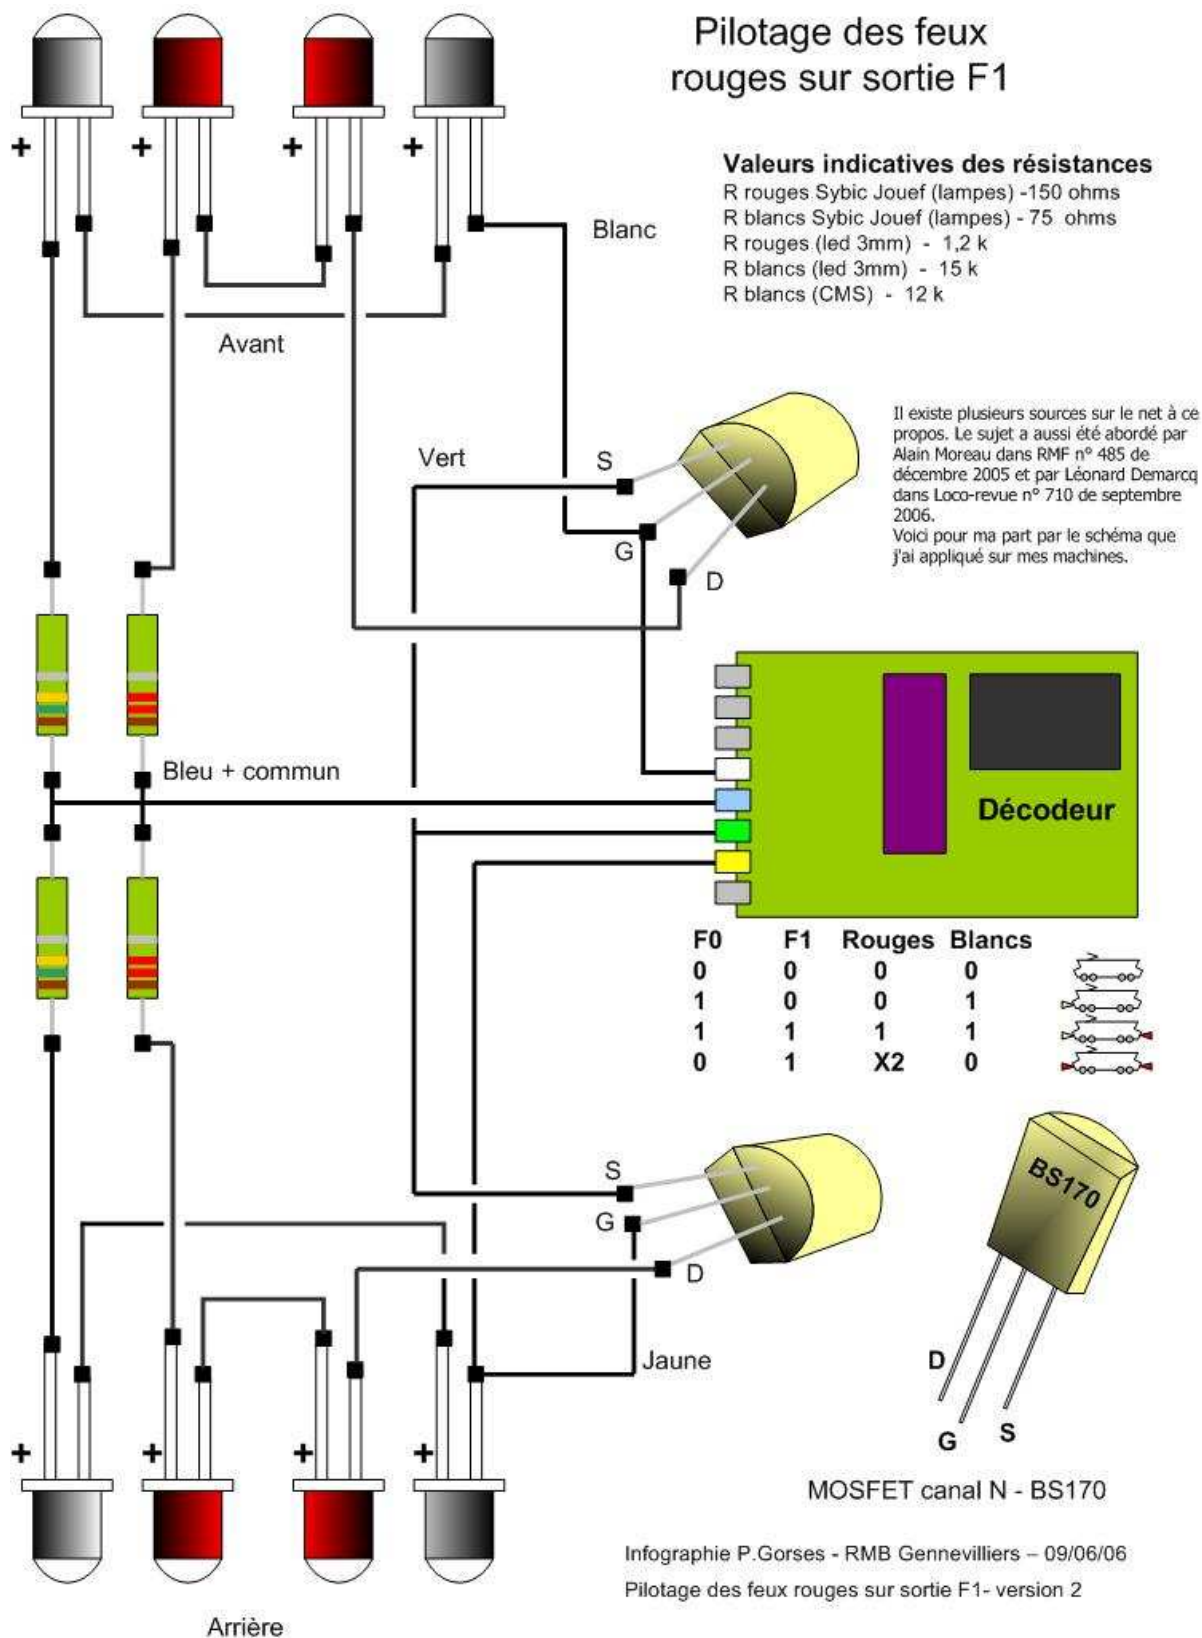 Pilotage des feux
rouges sur sortie F1
+ + + +
Valeurs indicatives des résistances
R rouges Sybic Jouef (lampes) -150 ohms
R blancs Sybic Jouef (lampes) - 75 ohms
R rouges (led 3mm) - 1,2 k
R blancs (led 3mm) - 15 k
R blancs (CMS) - 12 k
Blanc
Avant
Il existe plusieurs sources sur le net à ce
propos. Le sujet a aussi été abordé par
Alain Moreau dans RMF n° 485 de
décembre 2005 et par Léonard Demarcq
dans Loco-revue n° 710 de septembre
2006.
Voici pour ma part par le schéma que
j'ai appliqué sur mes machines.
Vert
S
G
D
Bleu + commun
Décodeur
F0 F1 Rouges Blancs
0 0 0 0
1 0 0 1
1 1 1 1
0 1 X2 0
S
G
D
BS170
Jaune
D
G
S
+ + + +
MOSFET canal N - BS170
Infographie P.Gorses - RMB Gennevilliers – 09/06/06
Pilotage des feux rouges sur sortie F1- version 2
Arrière